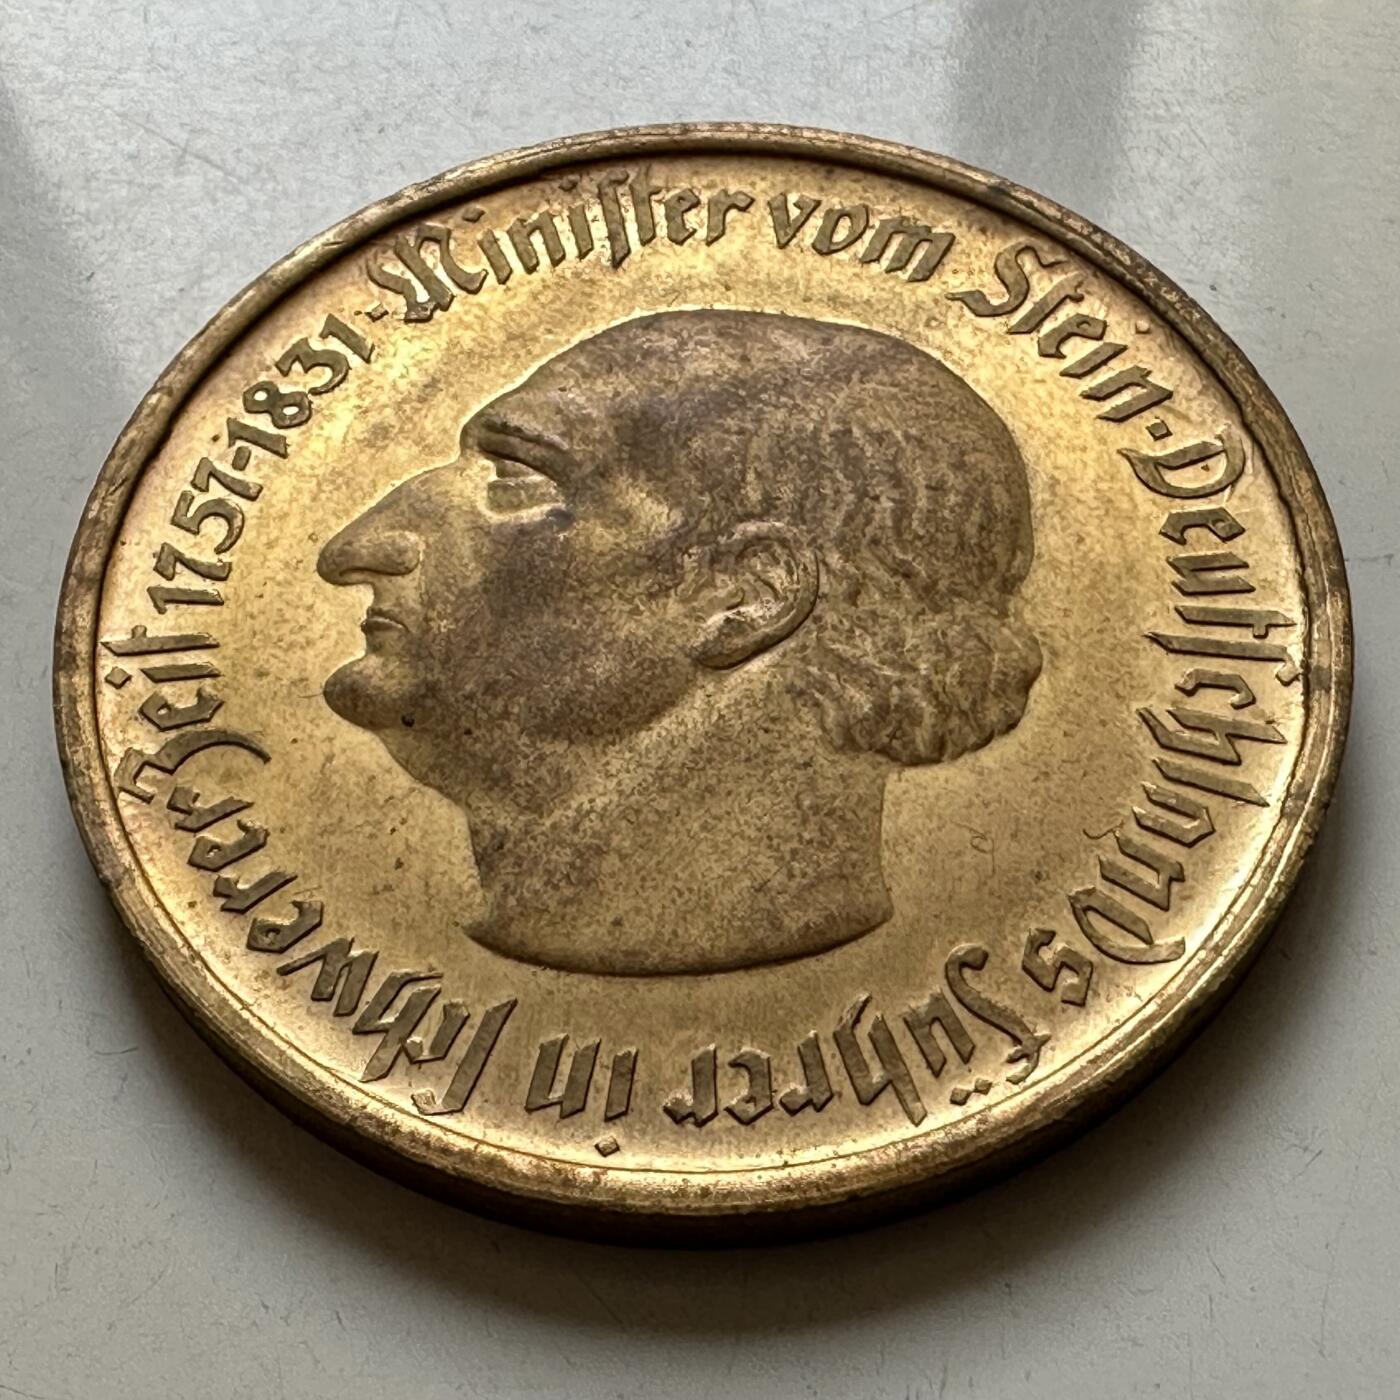 Minister vom Stein-Deutschlands Führer in schwerer Zeit 1757-1831-